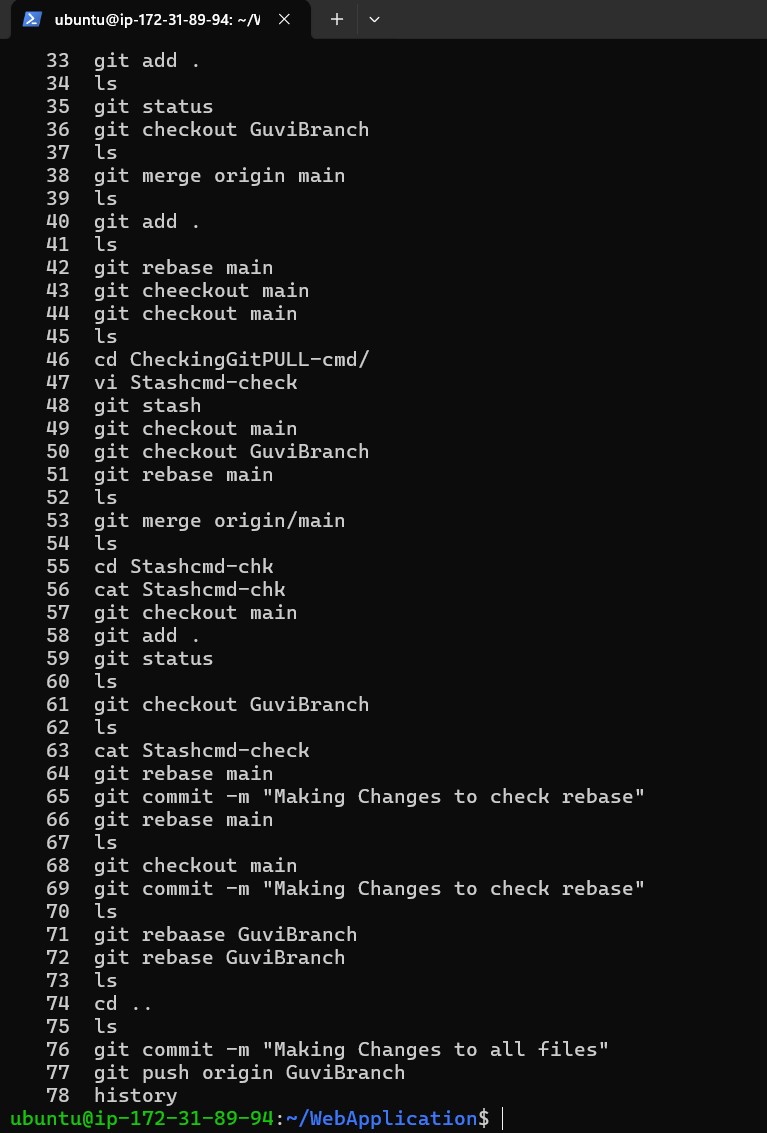 ubuntu@ip-172-31-89-94: ~/V
33 git add .
34 ls
35 git status
36 git checkout GuviBranch
37 ls
38 git merge origin main
39 ls
40 git add .
41 ls
42 git rebase main
43 git cheeckout main
44 git checkout main
45 ls
46 cd CheckingGitPULL-cmd/
47 vi Stashcmd-check
48 git stash
49 git checkout main
50 git checkout GuviBranch
51 git rebase main
52 ls
53 git merge origin/main
54 ls
55 cd Stashcmd-chk
56 cat Stashcmd-chk
57 git checkout main
58 git add .
59 git status
60 ls
61 git checkout GuviBranch
62 ls
63 cat Stashcmd-check
64 git rebase main
65 git commit -m "Making Changes to check rebase"
66 git rebase main
67 ls
68 git checkout main
69 git commit -m "Making Changes to check rebase"
70 ls
71 git rebaase GuviBranch
72 git rebase GuviBranch
73 ls
74 cd ..
75 ls
76 git commit -m "Making Changes to all files"
77 git push origin GuviBranch
78 history
ubuntu@ip-172-31-89-94:~/WebApplication$